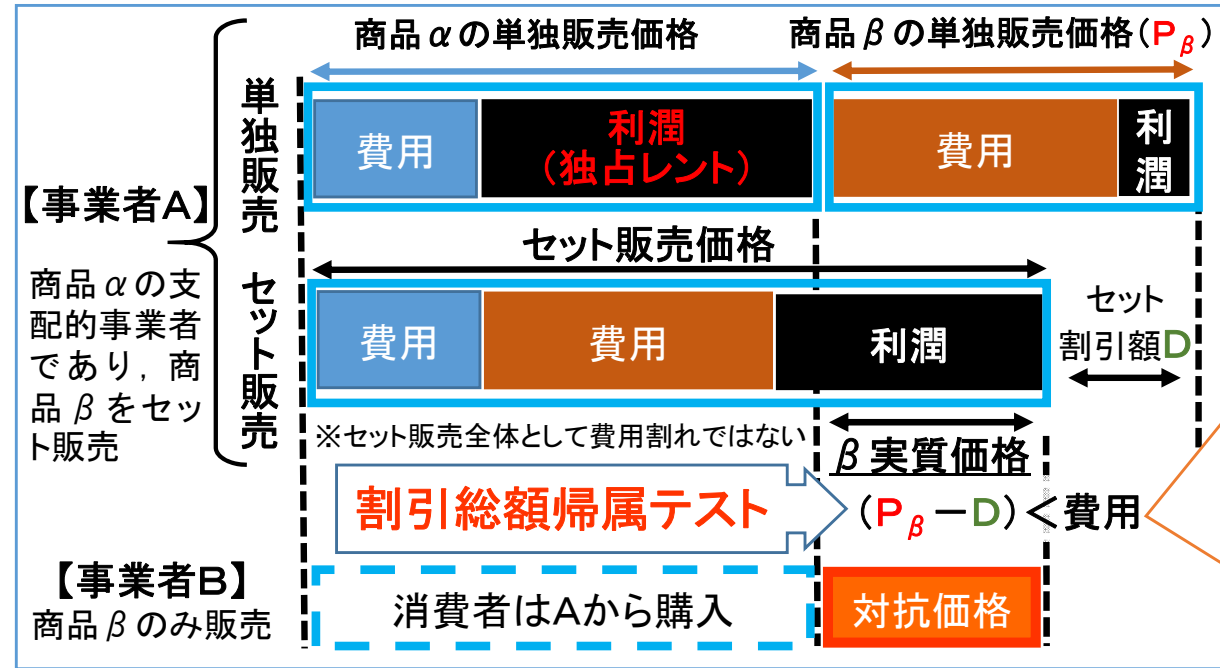 商品αの単独販売価格
商品βの単独販売価格(Pβ)
単独販売
費用
利潤
(独占レント)
費用
利潤
【事業者A】
商品αの支
配的事業者
であり,商
品βをセッ
ト販売
セット販売
セット販売価格
費用
費用
利潤
セット
割引額D
※セット販売全体として費用割れではない
β実質価格
割引総額帰属テスト
(Pβ-D)<費用
【事業者B】
商品βのみ販売
消費者はAから購入
対抗価格